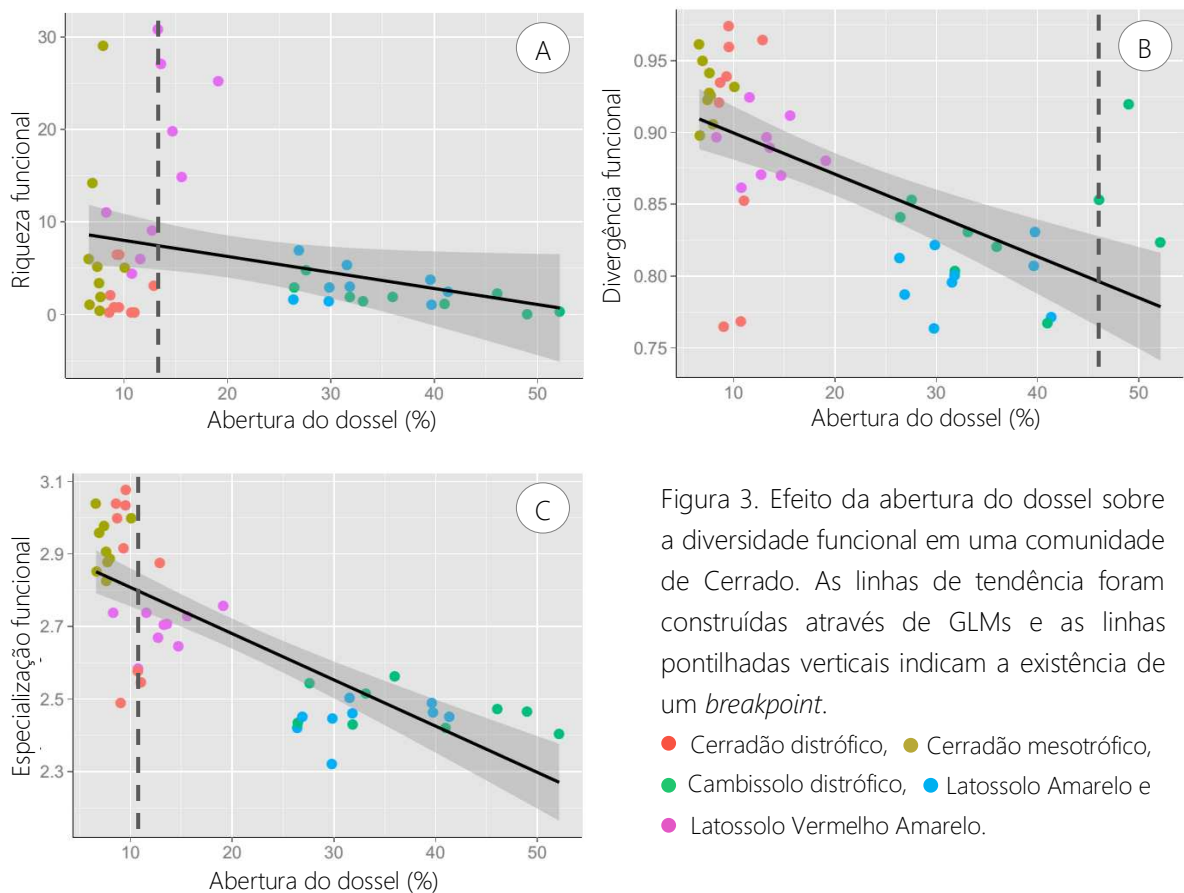 A
Riqueza funcional
30
20
10
0
10
20
30
40
50
Abertura do dossel (%)
B
Divergência funcional
0.95
0.90
0.85
0.80
0.75
10
20
30
40
50
Abertura do dossel (%)
C
Especialização funcional
3.1
2.9
2.7
2.5
2.3
10
20
30
40
50
Abertura do dossel (%)
Figura 3. Efeito da abertura do dossel sobre
a diversidade funcional em uma comunidade
de Cerrado. As linhas de tendência foram
construídas através de GLMs e as linhas
pontilhadas verticais indicam a existência de
um breakpoint.
Cerradão distrófico, Cerradão mesotrófico,
Cambissolo distrófico, Latossolo Amarelo e
Latossolo Vermelho Amarelo.